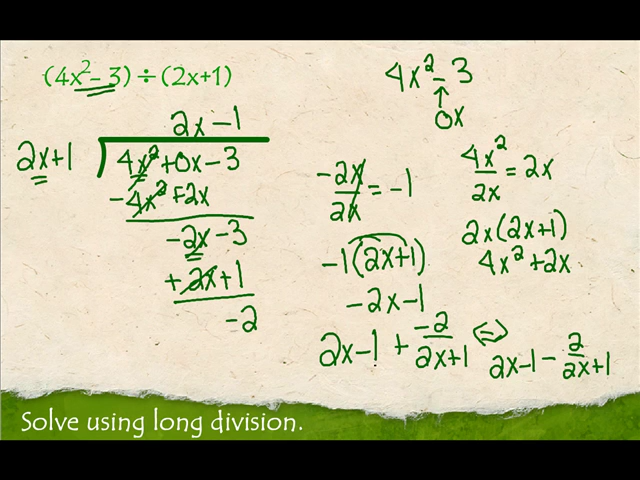 (4x² – 3) ÷ (2x+1)
2x – 1
2x+1 4x² + 0x – 3
– 4x² + 2x
– 2x – 3
+ 2x + 1
– 2
4x² – 3
↑
0x
4x²/2x = 2x
2x(2x+1)
4x² + 2x
–2x/2x = –1
–1(2x+1)
–2x – 1
2x – 1 + –2/2x+1 ⇔ 2x–1 – 2/2x+1
Solve using long division.